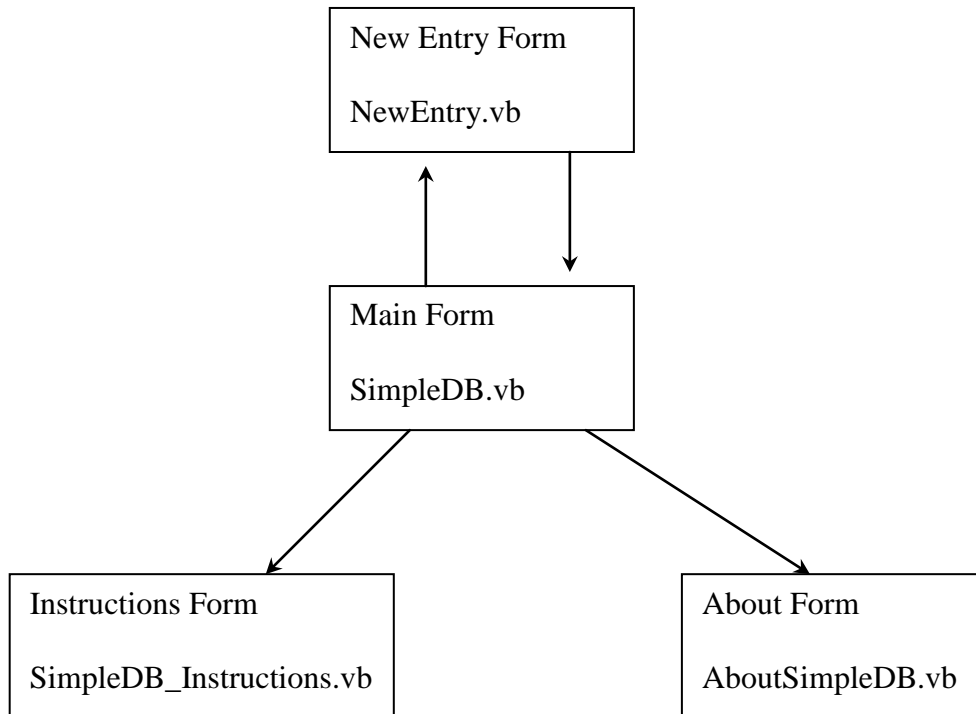 New Entry Form
NewEntry.vb
Main Form
SimpleDB.vb
Instructions Form
SimpleDB_Instructions.vb
About Form
AboutSimpleDB.vb